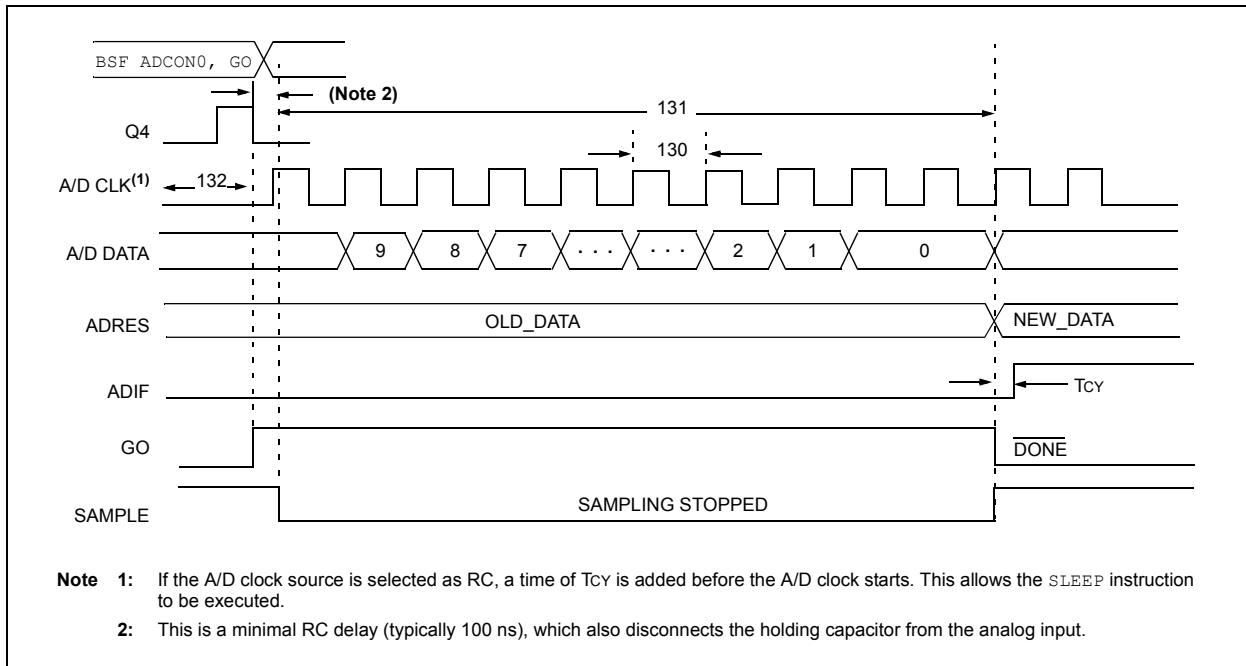 BSF ADCON0, GO
(Note 2)
131
Q4
130
A/D CLK(1)
132
A/D DATA
9 8 7 . . . . . . 2 1 0
ADRES
OLD_DATA
NEW_DATA
ADIF
TCY
GO
DONE
SAMPLE
SAMPLING STOPPED
Note 1: If the A/D clock source is selected as RC, a time of TCY is added before the A/D clock starts. This allows the SLEEP instruction
to be executed.
2: This is a minimal RC delay (typically 100 ns), which also disconnects the holding capacitor from the analog input.